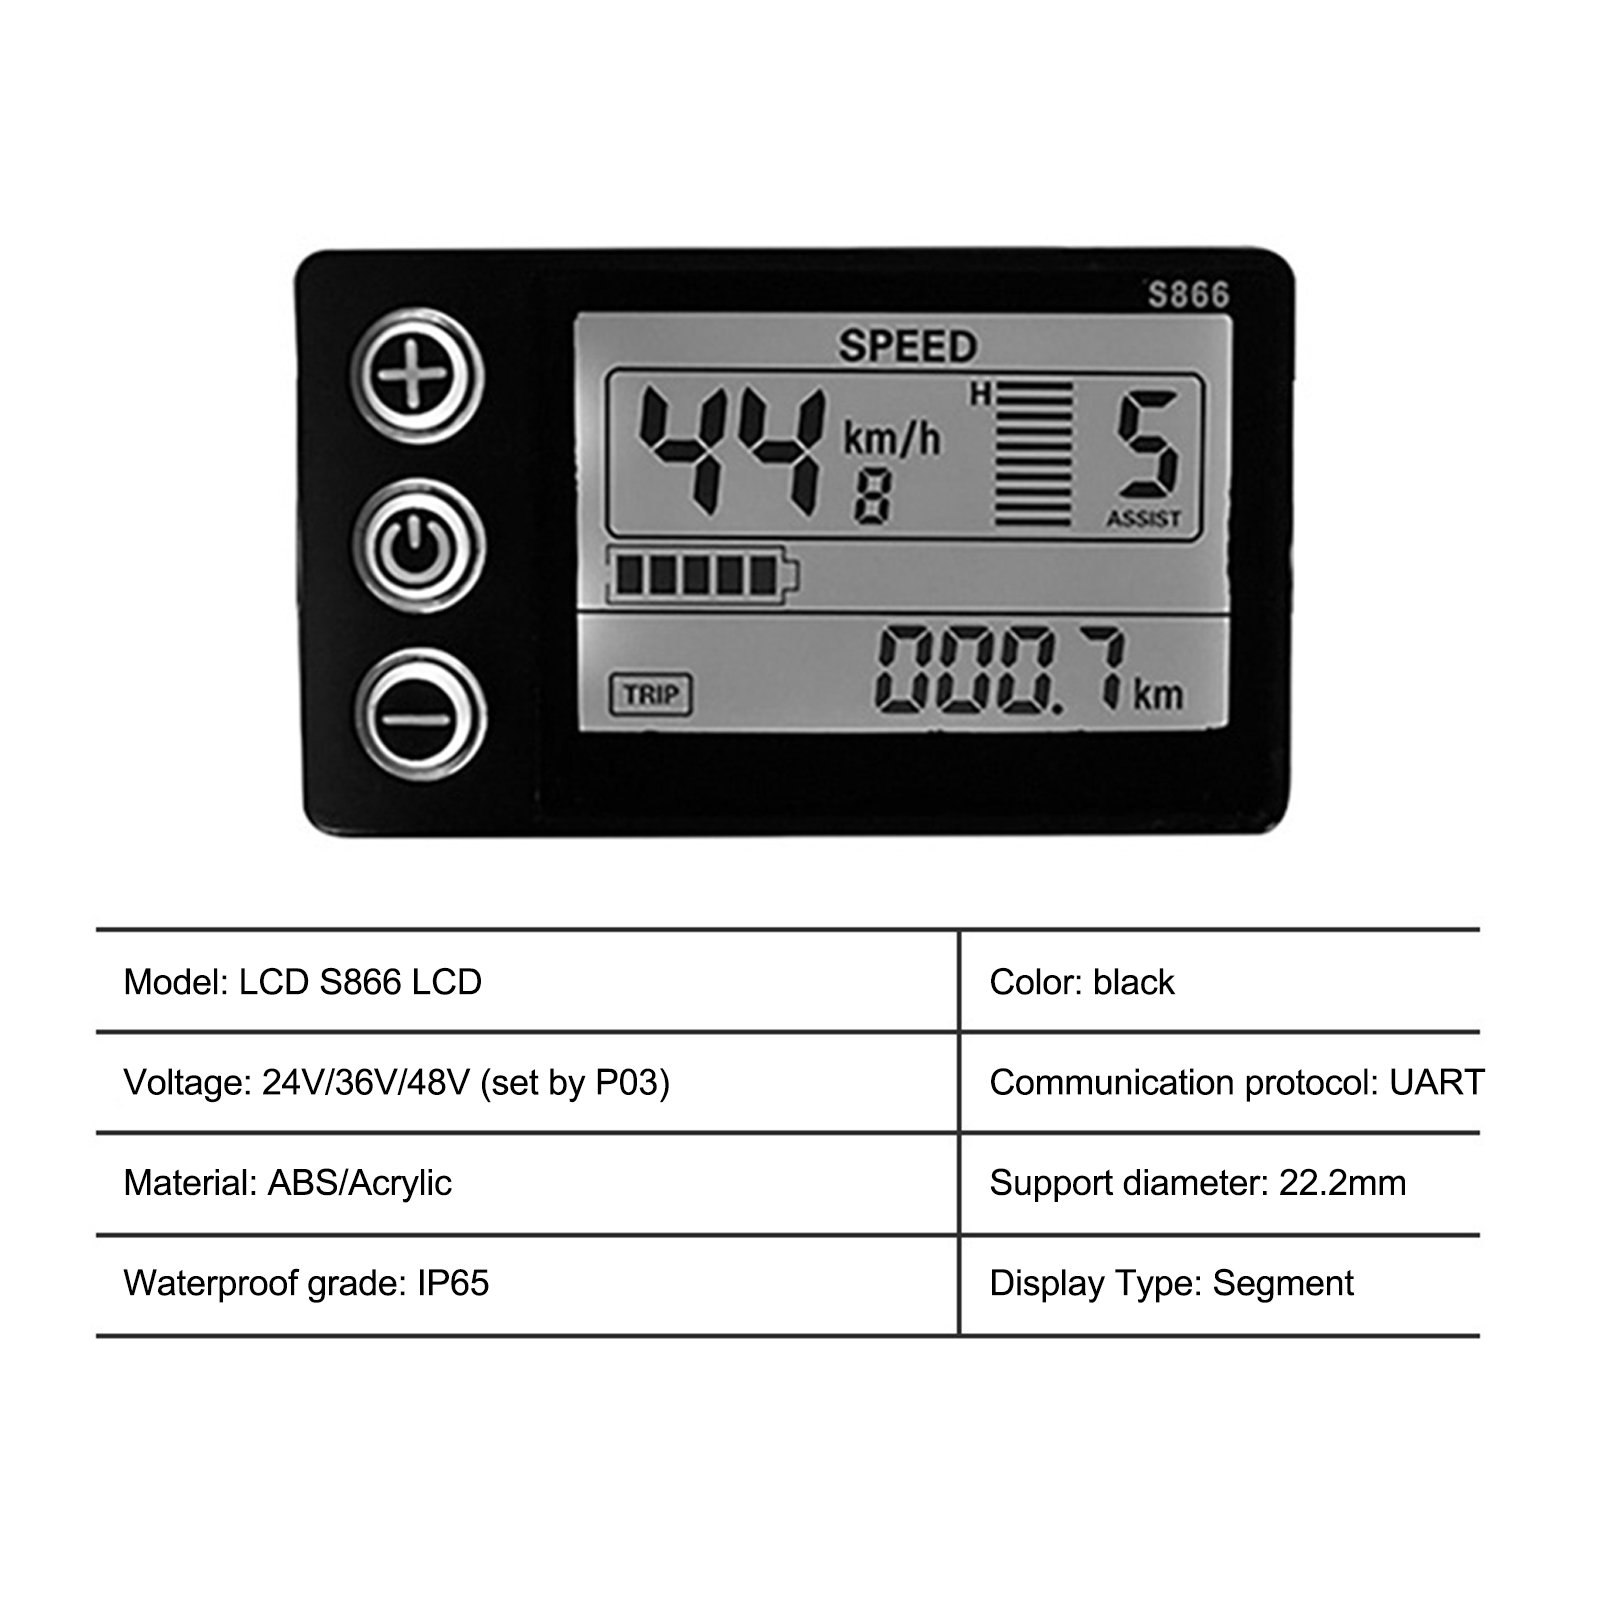 S866
SPEED
44 km/h H 5
8
ASSIST
TRIP 000.7 km
Model: LCD S866 LCD
Color: black
Voltage: 24V/36V/48V (set by P03)
Communication protocol: UART
Material: ABS/Acrylic
Support diameter: 22.2mm
Waterproof grade: IP65
Display Type: Segment